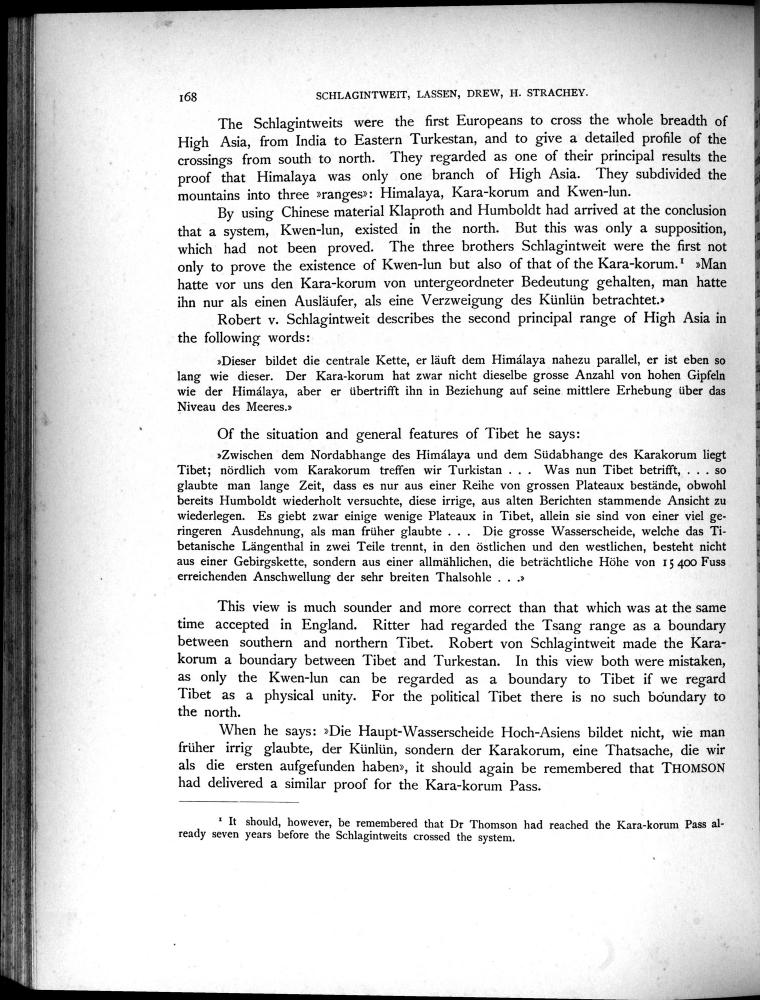 168
SCHLAGINTWEIT, LASSEN, DREW, H. STRACHEY.
The Schlagintweits were the first Europeans to cross the whole breadth of
High Asia, from India to Eastern Turkestan, and to give a detailed profile of the
crossings from south to north. They regarded as one of their principal results the
proof that Himalaya was only one branch of High Asia. They subdivided the
mountains into three »ranges»: Himalaya, Kara-korum and Kwen-lun.
By using Chinese material Klaproth and Humboldt had arrived at the conclusion
that a system, Kwen-lun, existed in the north. But this was only a supposition,
which had not been proved. The three brothers Schlagintweit were the first not
only to prove the existence of Kwen-lun but also of that of the Kara-korum.¹ »Man
hatte vor uns den Kara-korum von untergeordneter Bedeutung gehalten, man hatte
ihn nur als einen Ausläufer, als eine Verzweigung des Künlün betrachtet.»
Robert v. Schlagintweit describes the second principal range of High Asia in
the following words:
»Dieser bildet die centrale Kette, er läuft dem Himálaya nahezu parallel, er ist eben so
lang wie dieser. Der Kara-korum hat zwar nicht dieselbe grosse Anzahl von hohen Gipfeln
wie der Himálaya, aber er übertrifft ihn in Beziehung auf seine mittlere Erhebung über das
Niveau des Meeres.»
Of the situation and general features of Tibet he says:
»Zwischen dem Nordabhange des Himálaya und dem Südabhange des Karakorum liegt
Tibet; nördlich vom Karakorum treffen wir Turkistan . . . Was nun Tibet betrifft, . . . so
glaubte man lange Zeit, dass es nur aus einer Reihe von grossen Plateaux bestände, obwohl
bereits Humboldt wiederholt versuchte, diese irrige, aus alten Berichten stammende Ansicht zu
wiederlegen. Es giebt zwar einige wenige Plateaux in Tibet, allein sie sind von einer viel ge-
ringeren Ausdehnung, als man früher glaubte . . . Die grosse Wasserscheide, welche das Ti-
betanische Längenthal in zwei Teile trennt, in den östlichen und den westlichen, besteht nicht
aus einer Gebirgskette, sondern aus einer allmählichen, die beträchtliche Höhe von 15 400 Fuss
erreichenden Anschwellung der sehr breiten Thalsohle . . .»
This view is much sounder and more correct than that which was at the same
time accepted in England. Ritter had regarded the Tsang range as a boundary
between southern and northern Tibet. Robert von Schlagintweit made the Kara-
korum a boundary between Tibet and Turkestan. In this view both were mistaken,
as only the Kwen-lun can be regarded as a boundary to Tibet if we regard
Tibet as a physical unity. For the political Tibet there is no such boundary to
the north.
When he says: »Die Haupt-Wasserscheide Hoch-Asiens bildet nicht, wie man
früher irrig glaubte, der Künlün, sondern der Karakorum, eine Thatsache, die wir
als die ersten aufgefunden haben», it should again be remembered that THOMSON
had delivered a similar proof for the Kara-korum Pass.
¹ It should, however, be remembered that Dr Thomson had reached the Kara-korum Pass al-
ready seven years before the Schlagintweits crossed the system.